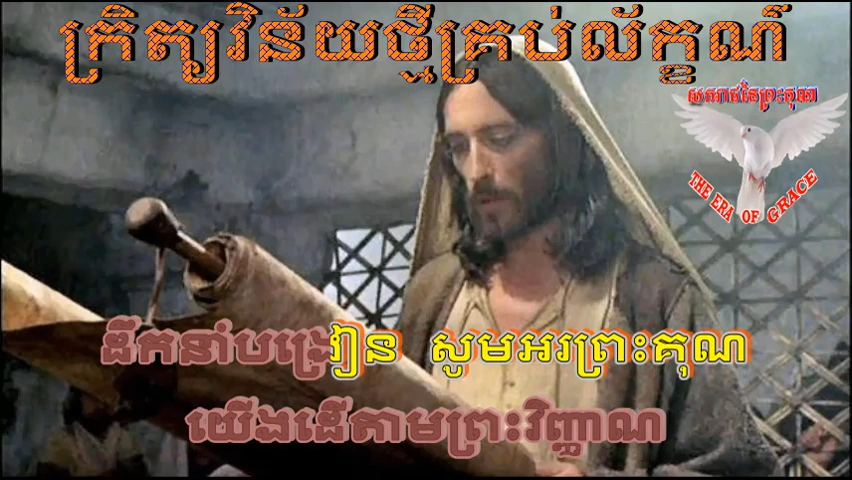 ក្រិត្យវិន័យថ្មីគ្រប់ល័ក្ខណ៍
សករាជនៃព្រះគុណ
THE ERA OF GRACE
ដឹកនាំបង្រៀន សូមអរព្រះគុណ
យើងដើតាមព្រះវិញ្ញាណ